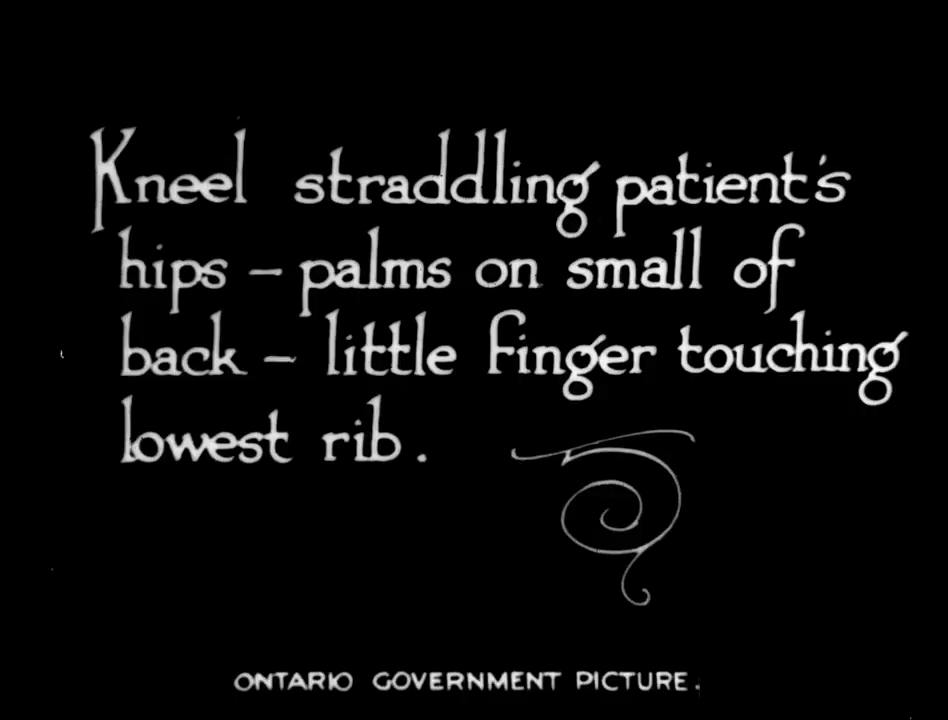 Kneel straddling patient's
hips – palms on small of
back – little finger touching
lowest rib.
ONTARIO GOVERNMENT PICTURE.